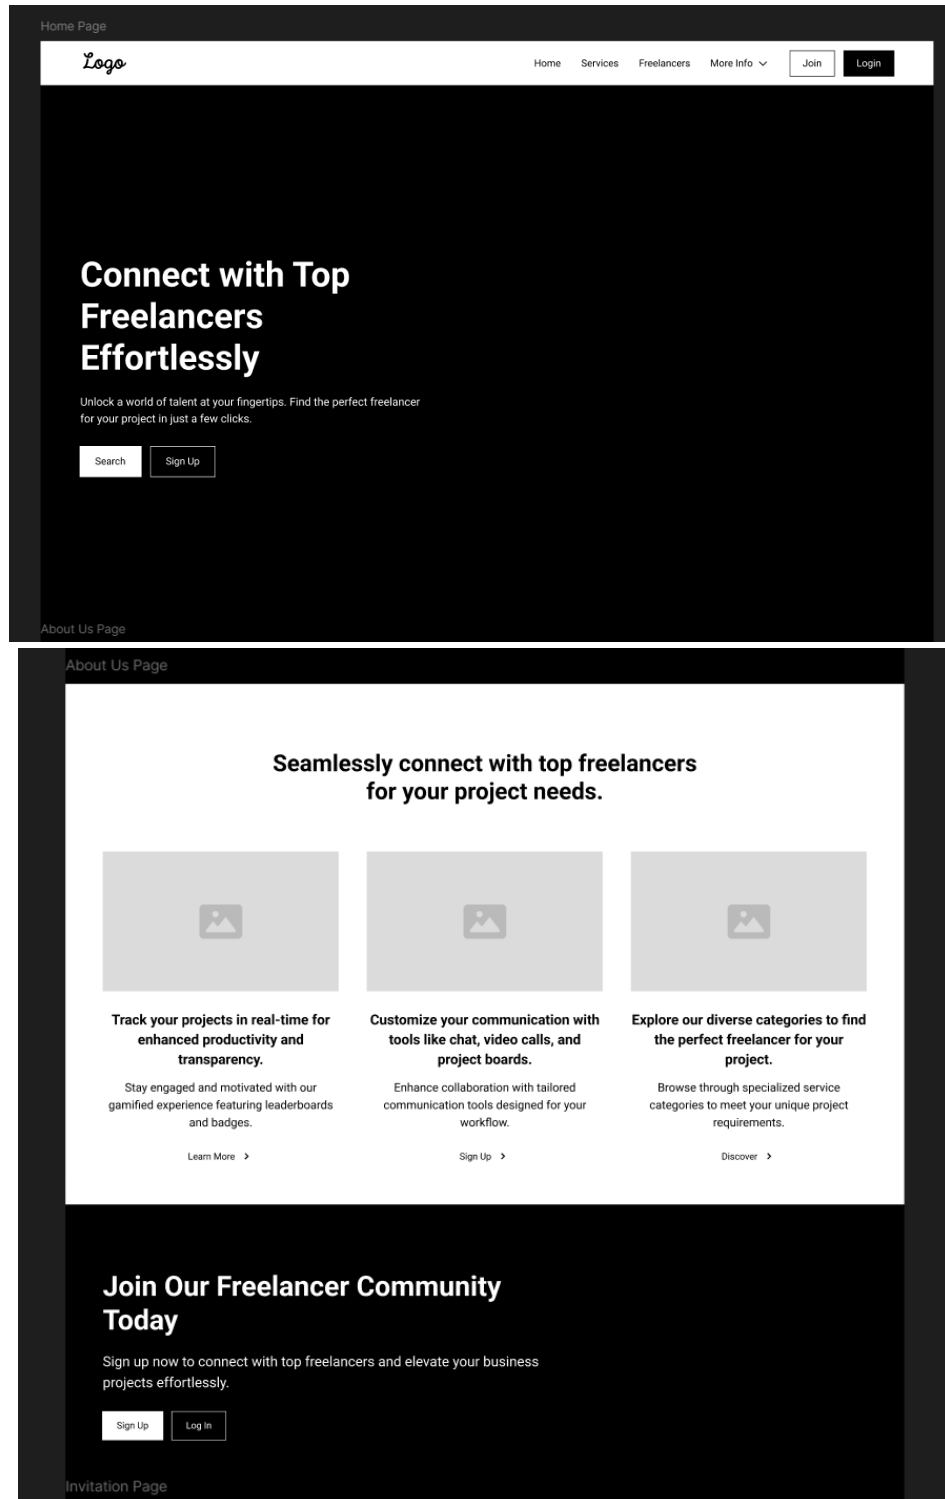 Home Page
Logo
Home Services Freelancers More Info Join Login
Connect with Top
Freelancers
Effortlessly
Unlock a world of talent at your fingertips. Find the perfect freelancer
for your project in just a few clicks.
Search Sign Up
About Us Page
About Us Page
Seamlessly connect with top freelancers
for your project needs.
Track your projects in real-time for
enhanced productivity and
transparency.
Stay engaged and motivated with our
gamified experience featuring leaderboards
and badges.
Learn More
Customize your communication with
tools like chat, video calls, and
project boards.
Enhance collaboration with tailored
communication tools designed for your
workflow.
Sign Up
Explore our diverse categories to find
the perfect freelancer for your
project.
Browse through specialized service
categories to meet your unique project
requirements.
Discover
Join Our Freelancer Community
Today
Sign up now to connect with top freelancers and elevate your business
projects effortlessly.
Sign Up Log In
Invitation Page